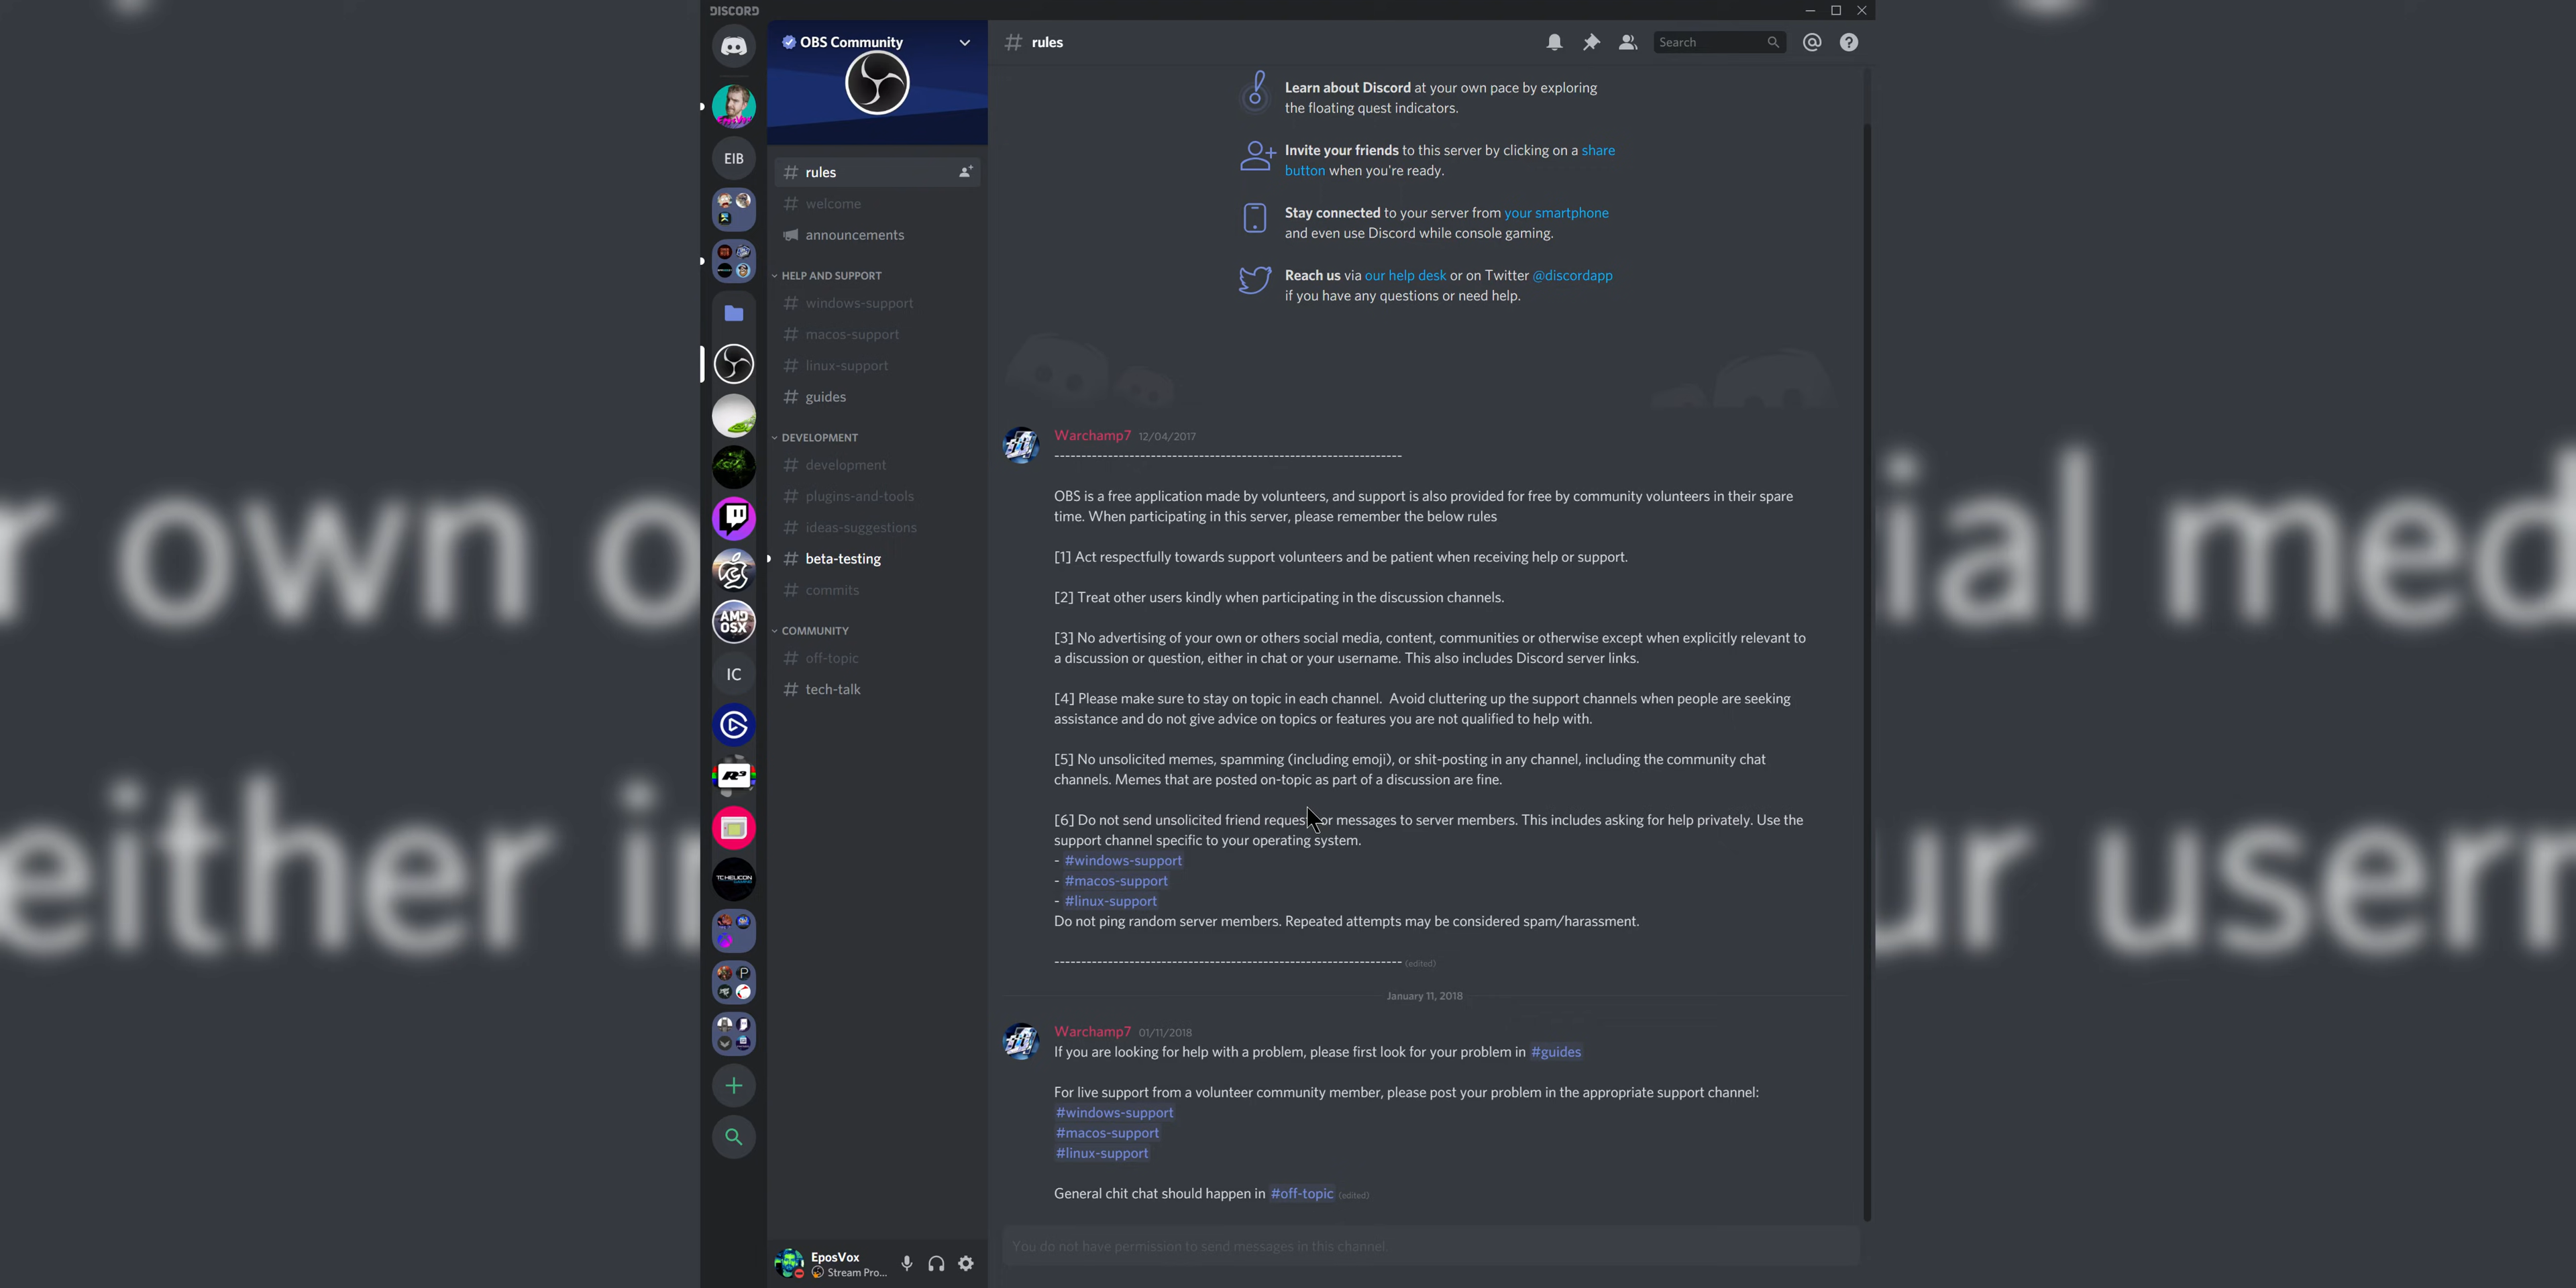 DISCORD
OBS Community
rules
Search
EIB
rules
welcome
announcements
HELP AND SUPPORT
windows-support
macos-support
linux-support
guides
DEVELOPMENT
development
plugins-and-tools
ideas-suggestions
beta-testing
commits
COMMUNITY
off-topic
tech-talk
AMD
OSX
IC
R³
TC HELICON
GAMING
P
Learn about Discord at your own pace by exploring
the floating quest indicators.
Invite your friends to this server by clicking on a share
button when you're ready.
Stay connected to your server from your smartphone
and even use Discord while console gaming.
Reach us via our help desk or on Twitter @discordapp
if you have any questions or need help.
Warchamp7 12/04/2017
-----------------------------------------------------------------
OBS is a free application made by volunteers, and support is also provided for free by community volunteers in their spare
time. When participating in this server, please remember the below rules
[1] Act respectfully towards support volunteers and be patient when receiving help or support.
[2] Treat other users kindly when participating in the discussion channels.
[3] No advertising of your own or others social media, content, communities or otherwise except when explicitly relevant to
a discussion or question, either in chat or your username. This also includes Discord server links.
[4] Please make sure to stay on topic in each channel.  Avoid cluttering up the support channels when people are seeking
assistance and do not give advice on topics or features you are not qualified to help with.
[5] No unsolicited memes, spamming (including emoji), or shit-posting in any channel, including the community chat
channels. Memes that are posted on-topic as part of a discussion are fine.
[6] Do not send unsolicited friend requests or messages to server members. This includes asking for help privately. Use the
support channel specific to your operating system.
- #windows-support
- #macos-support
- #linux-support
Do not ping random server members. Repeated attempts may be considered spam/harassment.
----------------------------------------------------------------- (edited)
January 11, 2018
Warchamp7 01/11/2018
If you are looking for help with a problem, please first look for your problem in #guides
For live support from a volunteer community member, please post your problem in the appropriate support channel:
#windows-support
#macos-support
#linux-support
General chit chat should happen in #off-topic (edited)
You do not have permission to send messages in this channel.
EposVox
Stream Pro...
r own o
ial med
either in
ur usern